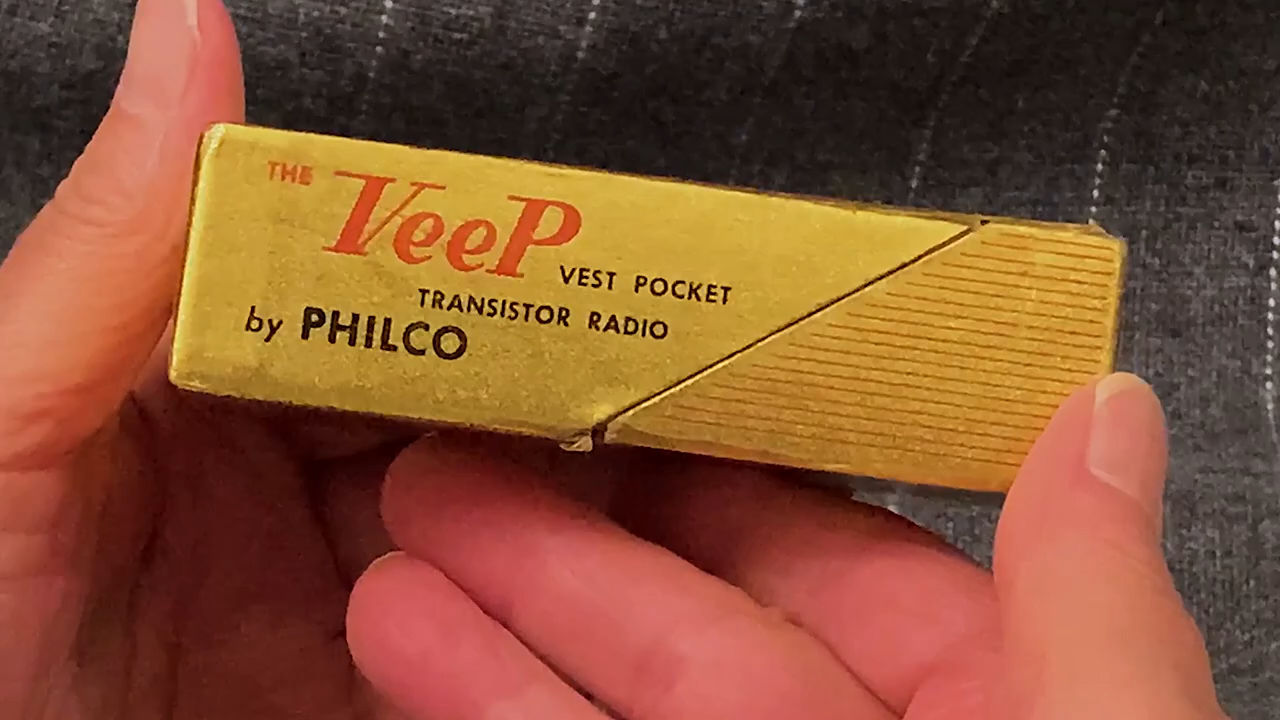 THE VeeP VEST POCKET
TRANSISTOR RADIO
by PHILCO